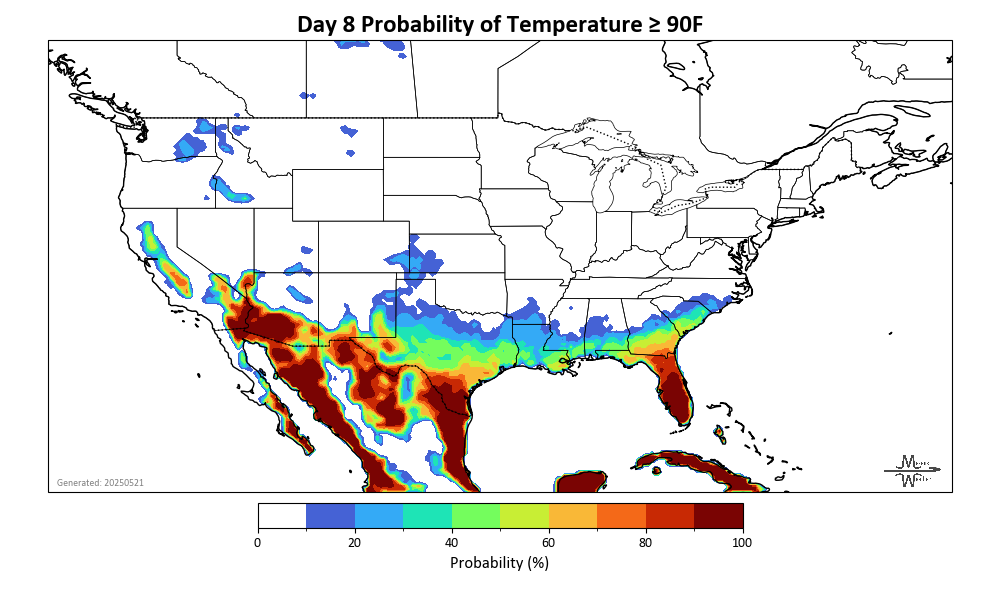 Day 8 Probability of Temperature ≥ 90F
Generated: 20250521
0 20 40 60 80 100
Probability (%)